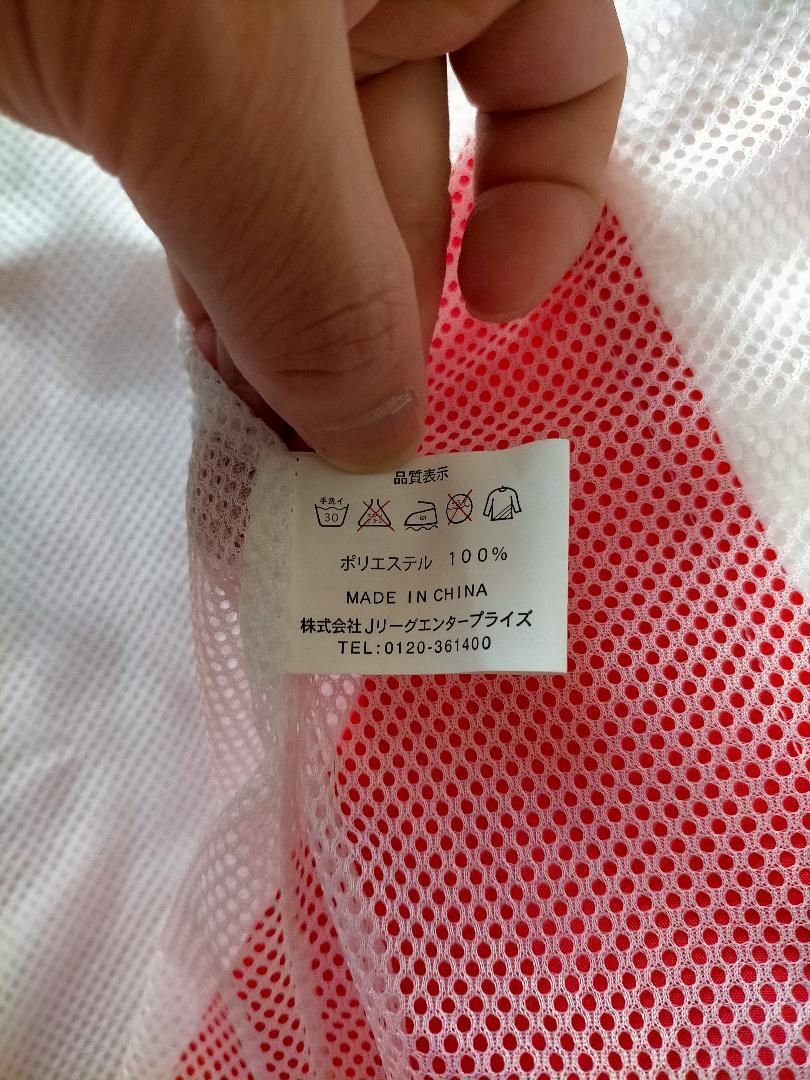 品質表示
手洗イ
30
ポリエステル 100%
MADE IN CHINA
株式会社Jリーグエンタープライズ
TEL:0120-361400